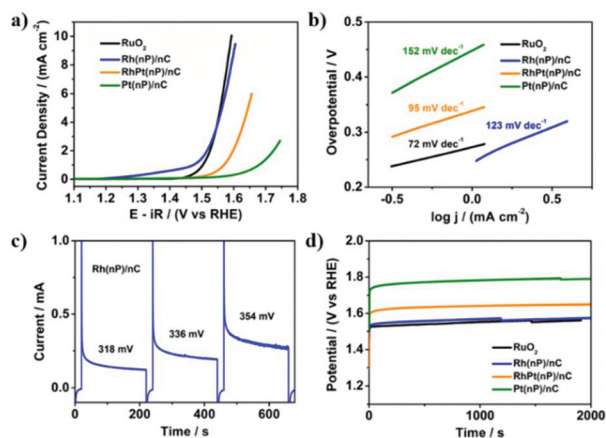 a)
Current Density / (mA cm⁻²)
10
8
6
4
2
0
RuO₂
Rh(nP)/nC
RhPt(nP)/nC
Pt(nP)/nC
1.1 1.2 1.3 1.4 1.5 1.6 1.7 1.8
E - iR / (V vs RHE)
b)
Overpotential / V
0.5
0.4
0.3
0.2
RuO₂
Rh(nP)/nC
RhPt(nP)/nC
Pt(nP)/nC
152 mV dec⁻¹
95 mV dec⁻¹
123 mV dec⁻¹
72 mV dec⁻¹
-0.5 0.0 0.5
log j / (mA cm⁻²)
c)
Current / mA
1.0
0.5
0.0
Rh(nP)/nC
318 mV
336 mV
354 mV
0 200 400 600
Time / s
d)
Potential / (V vs RHE)
2.0
1.8
1.6
1.4
1.2
RuO₂
Rh(nP)/nC
RhPt(nP)/nC
Pt(nP)/nC
0 1000 2000
Time / s